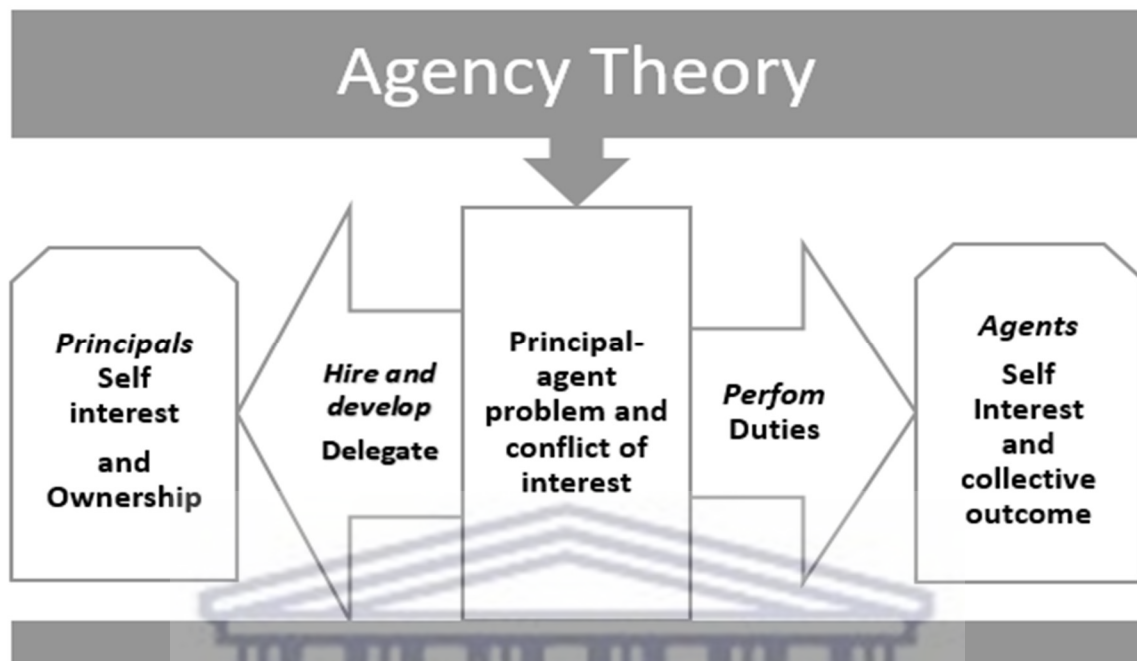 Agency Theory
Principals
Self
interest
and
Ownership
Hire and
develop
Delegate
Principal-
agent
problem and
conflict of
interest
Perfom
Duties
Agents
Self
Interest
and
collective
outcome